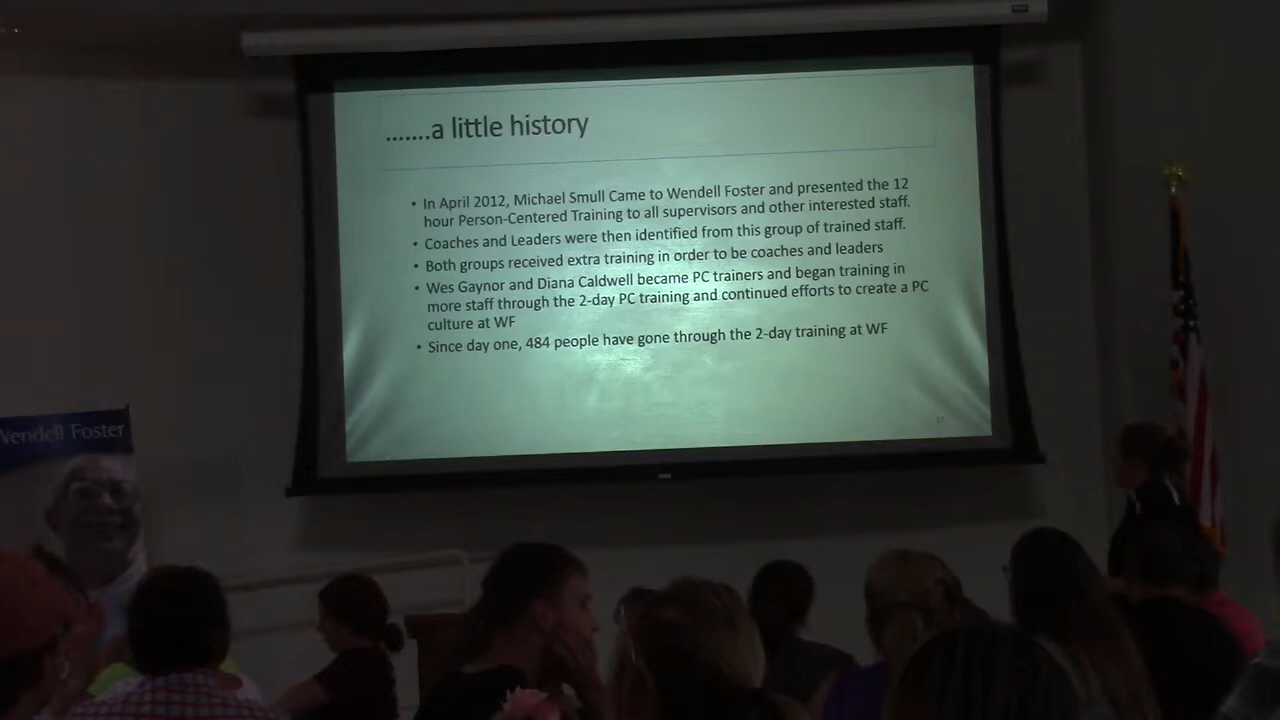 .......a little history
• In April 2012, Michael Smull Came to Wendell Foster and presented the 12
hour Person-Centered Training to all supervisors and other interested staff.
• Coaches and Leaders were then identified from this group of trained staff.
• Both groups received extra training in order to be coaches and leaders
• Wes Gaynor and Diana Caldwell became PC trainers and began training in
more staff through the 2-day PC training and continued efforts to create a PC
culture at WF
• Since day one, 484 people have gone through the 2-day training at WF
Wendell Foster